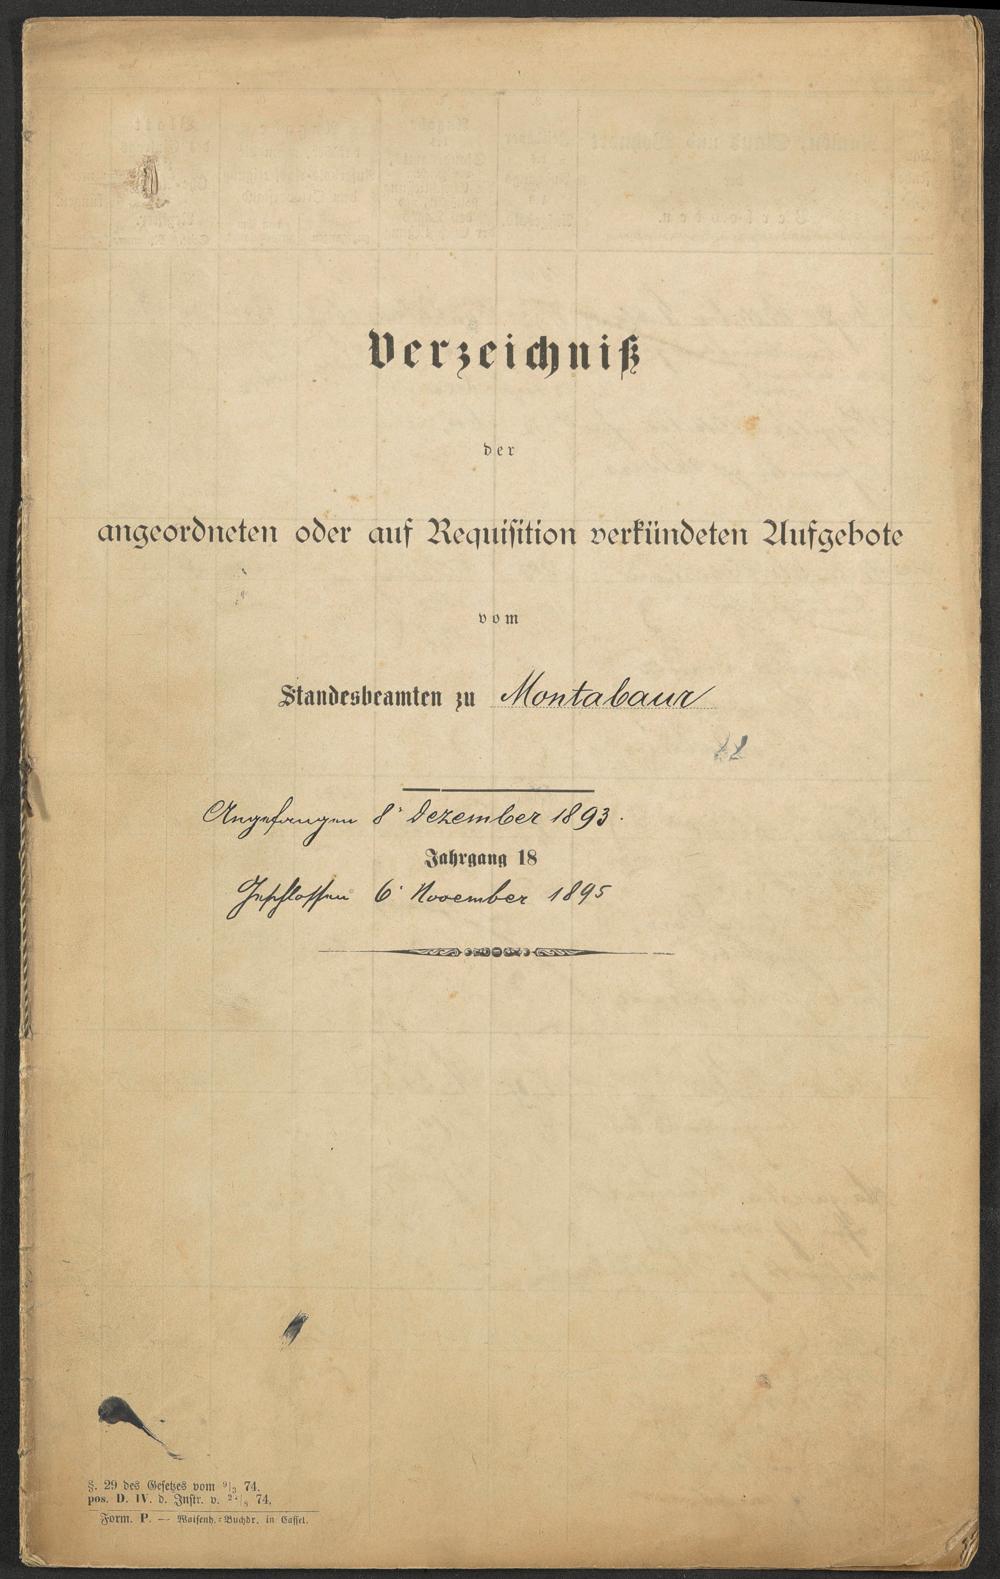 Verzeichniß
der
angeordneten oder auf Requisition verkündeten Aufgebote
vom
Standesbeamten zu Montabaur
Angefangen 8' Dezember 1893.
Jahrgang 18
Geschlossen 6' November 1895
§. 29 des Gesetzes vom 9/3 74.
pos. D. IV. d. Instr. v. /8 74.
Form. P. — Waisenh.=Buchdr. in Cassel.